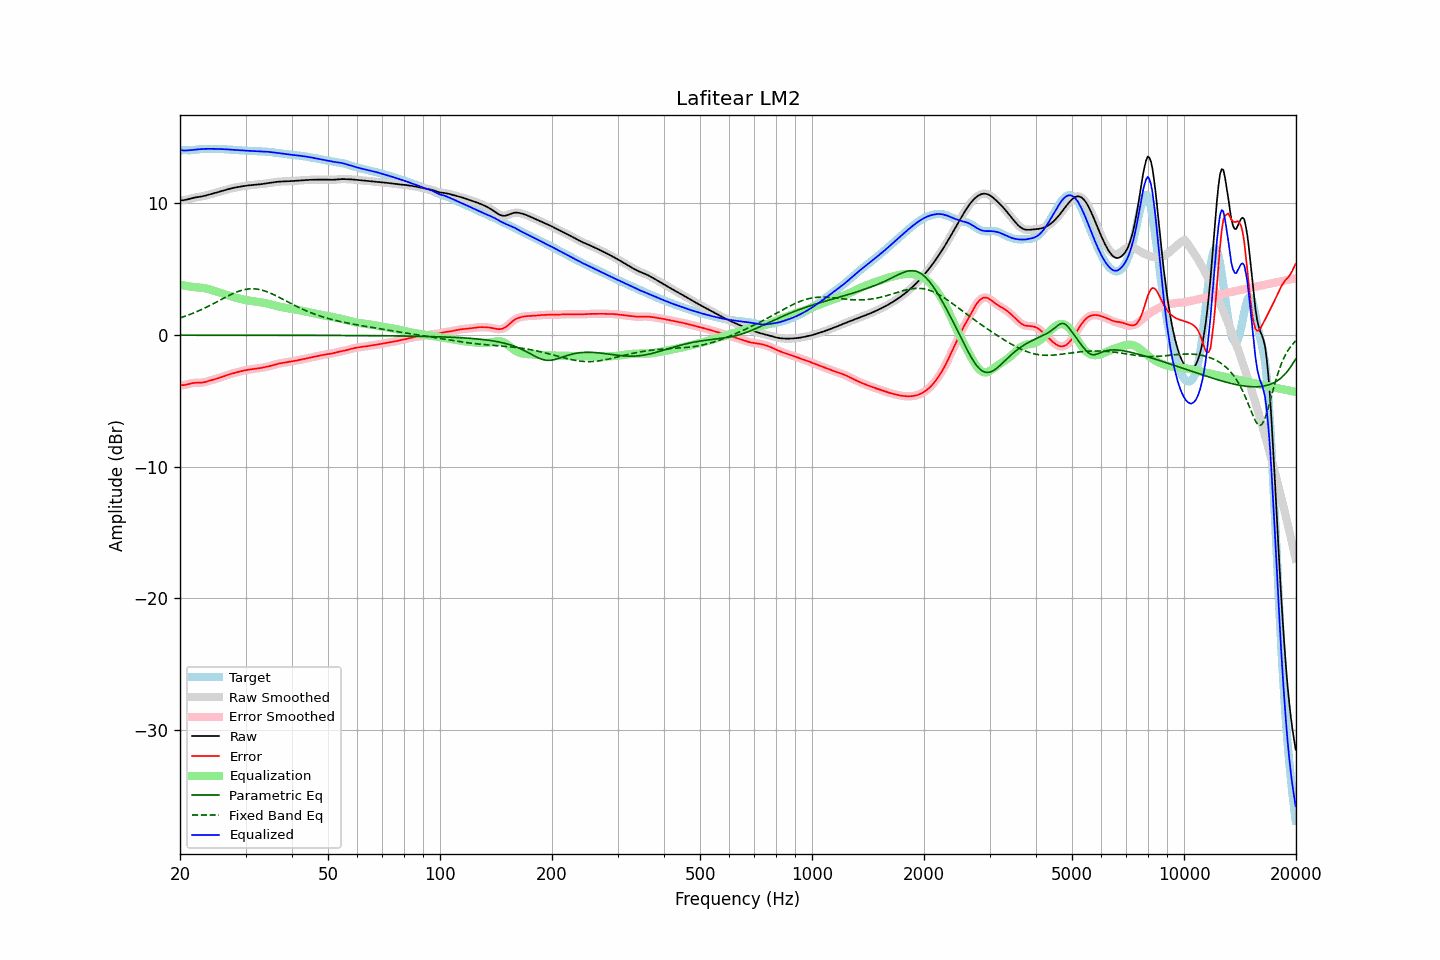 Lafitear LM2
Amplitude (dBr)
10
0
−10
−20
−30
Target
Raw Smoothed
Error Smoothed
Raw
Error
Equalization
Parametric Eq
Fixed Band Eq
Equalized
20 50 100 200 500 1000 2000 5000 10000 20000
Frequency (Hz)